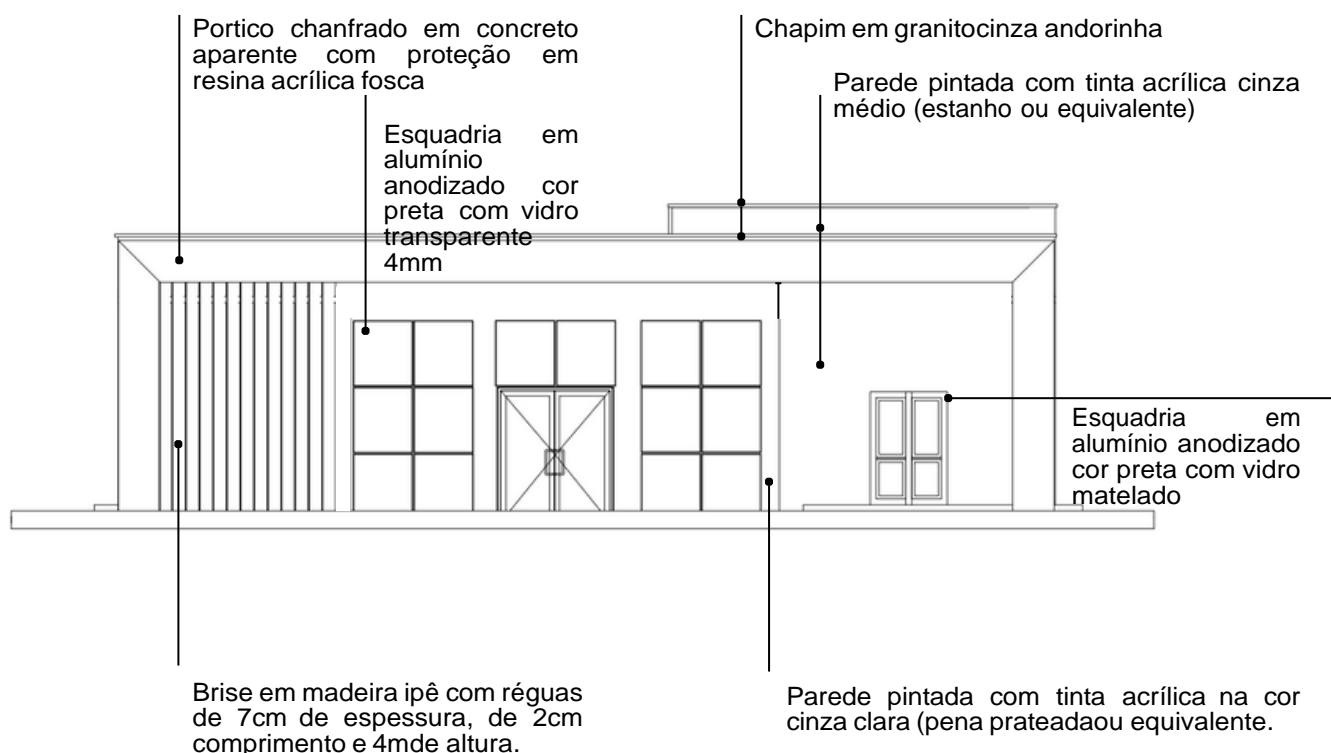 Portico chanfrado em concreto
aparente com proteção em
resina acrílica fosca
Chapim em granitocinza andorinha
Parede pintada com tinta acrílica cinza
médio (estanho ou equivalente)
Esquadria em
alumínio
anodizado cor
preta com vidro
transparente
4mm
Esquadria em
alumínio anodizado
cor preta com vidro
matelado
Brise em madeira ipê com réguas
de 7cm de espessura, de 2cm
comprimento e 4mde altura.
Parede pintada com tinta acrílica na cor
cinza clara (pena prateadaou equivalente.